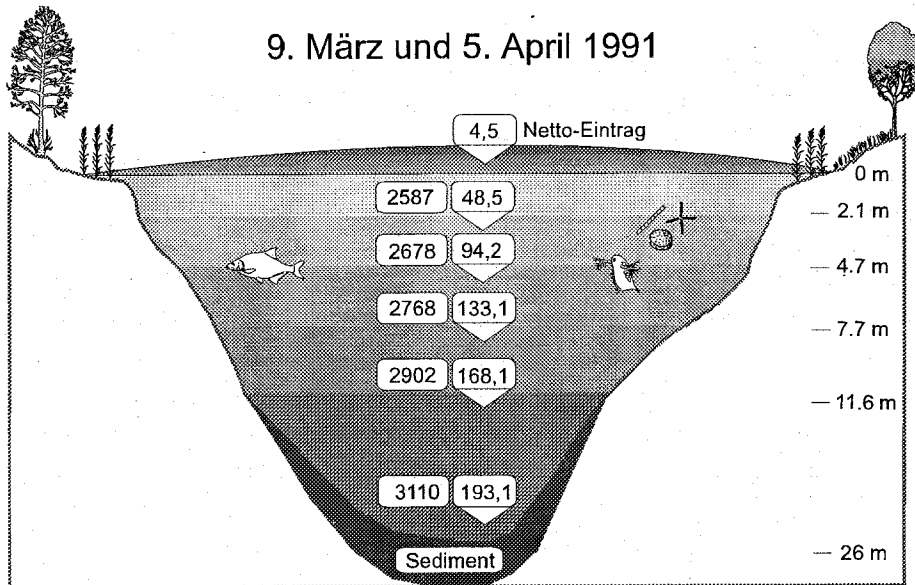 9. März und 5. April 1991
4,5 Netto-Eintrag
0 m
2587 48,5
2.1 m
2678 94,2
4.7 m
2768 133,1
7.7 m
2902 168,1
11.6 m
3110 193,1
26 m
Sediment